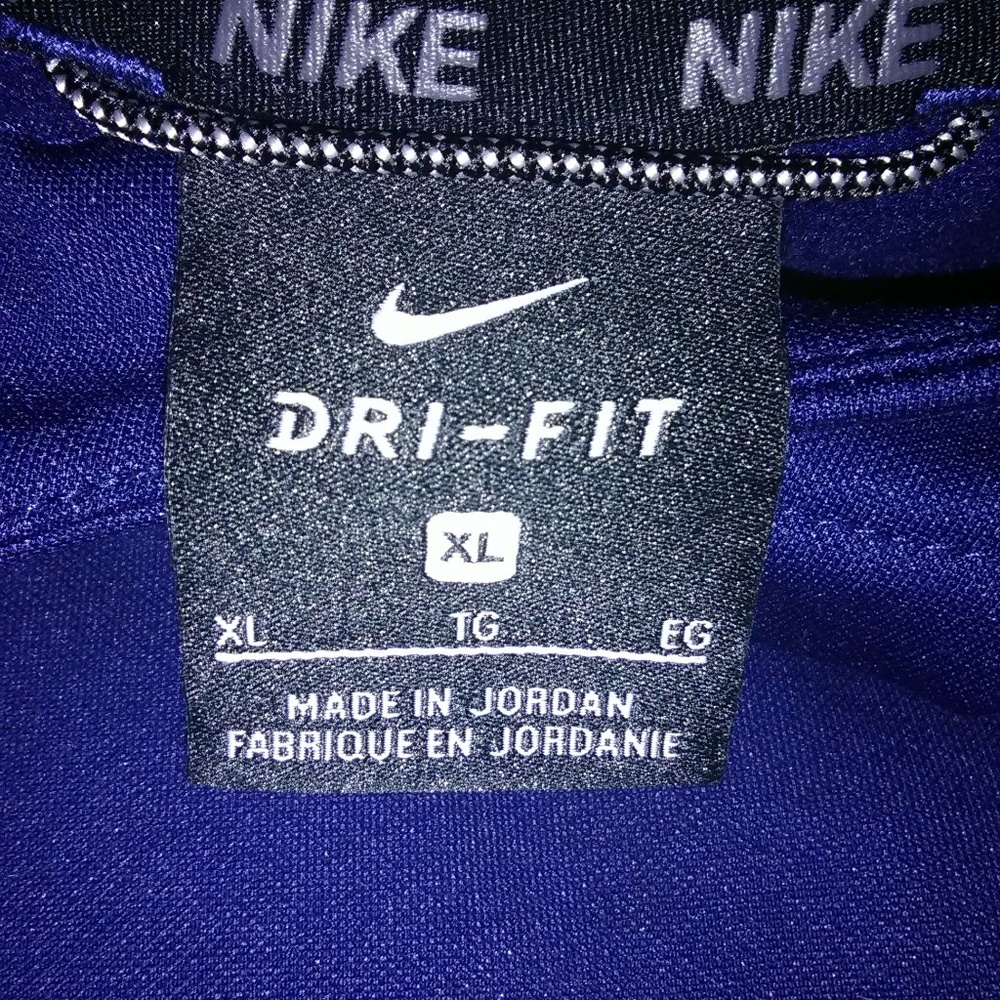 NIKE NIKE
DRI-FIT
XL
XL TG EG
MADE IN JORDAN
FABRIQUE EN JORDANIE